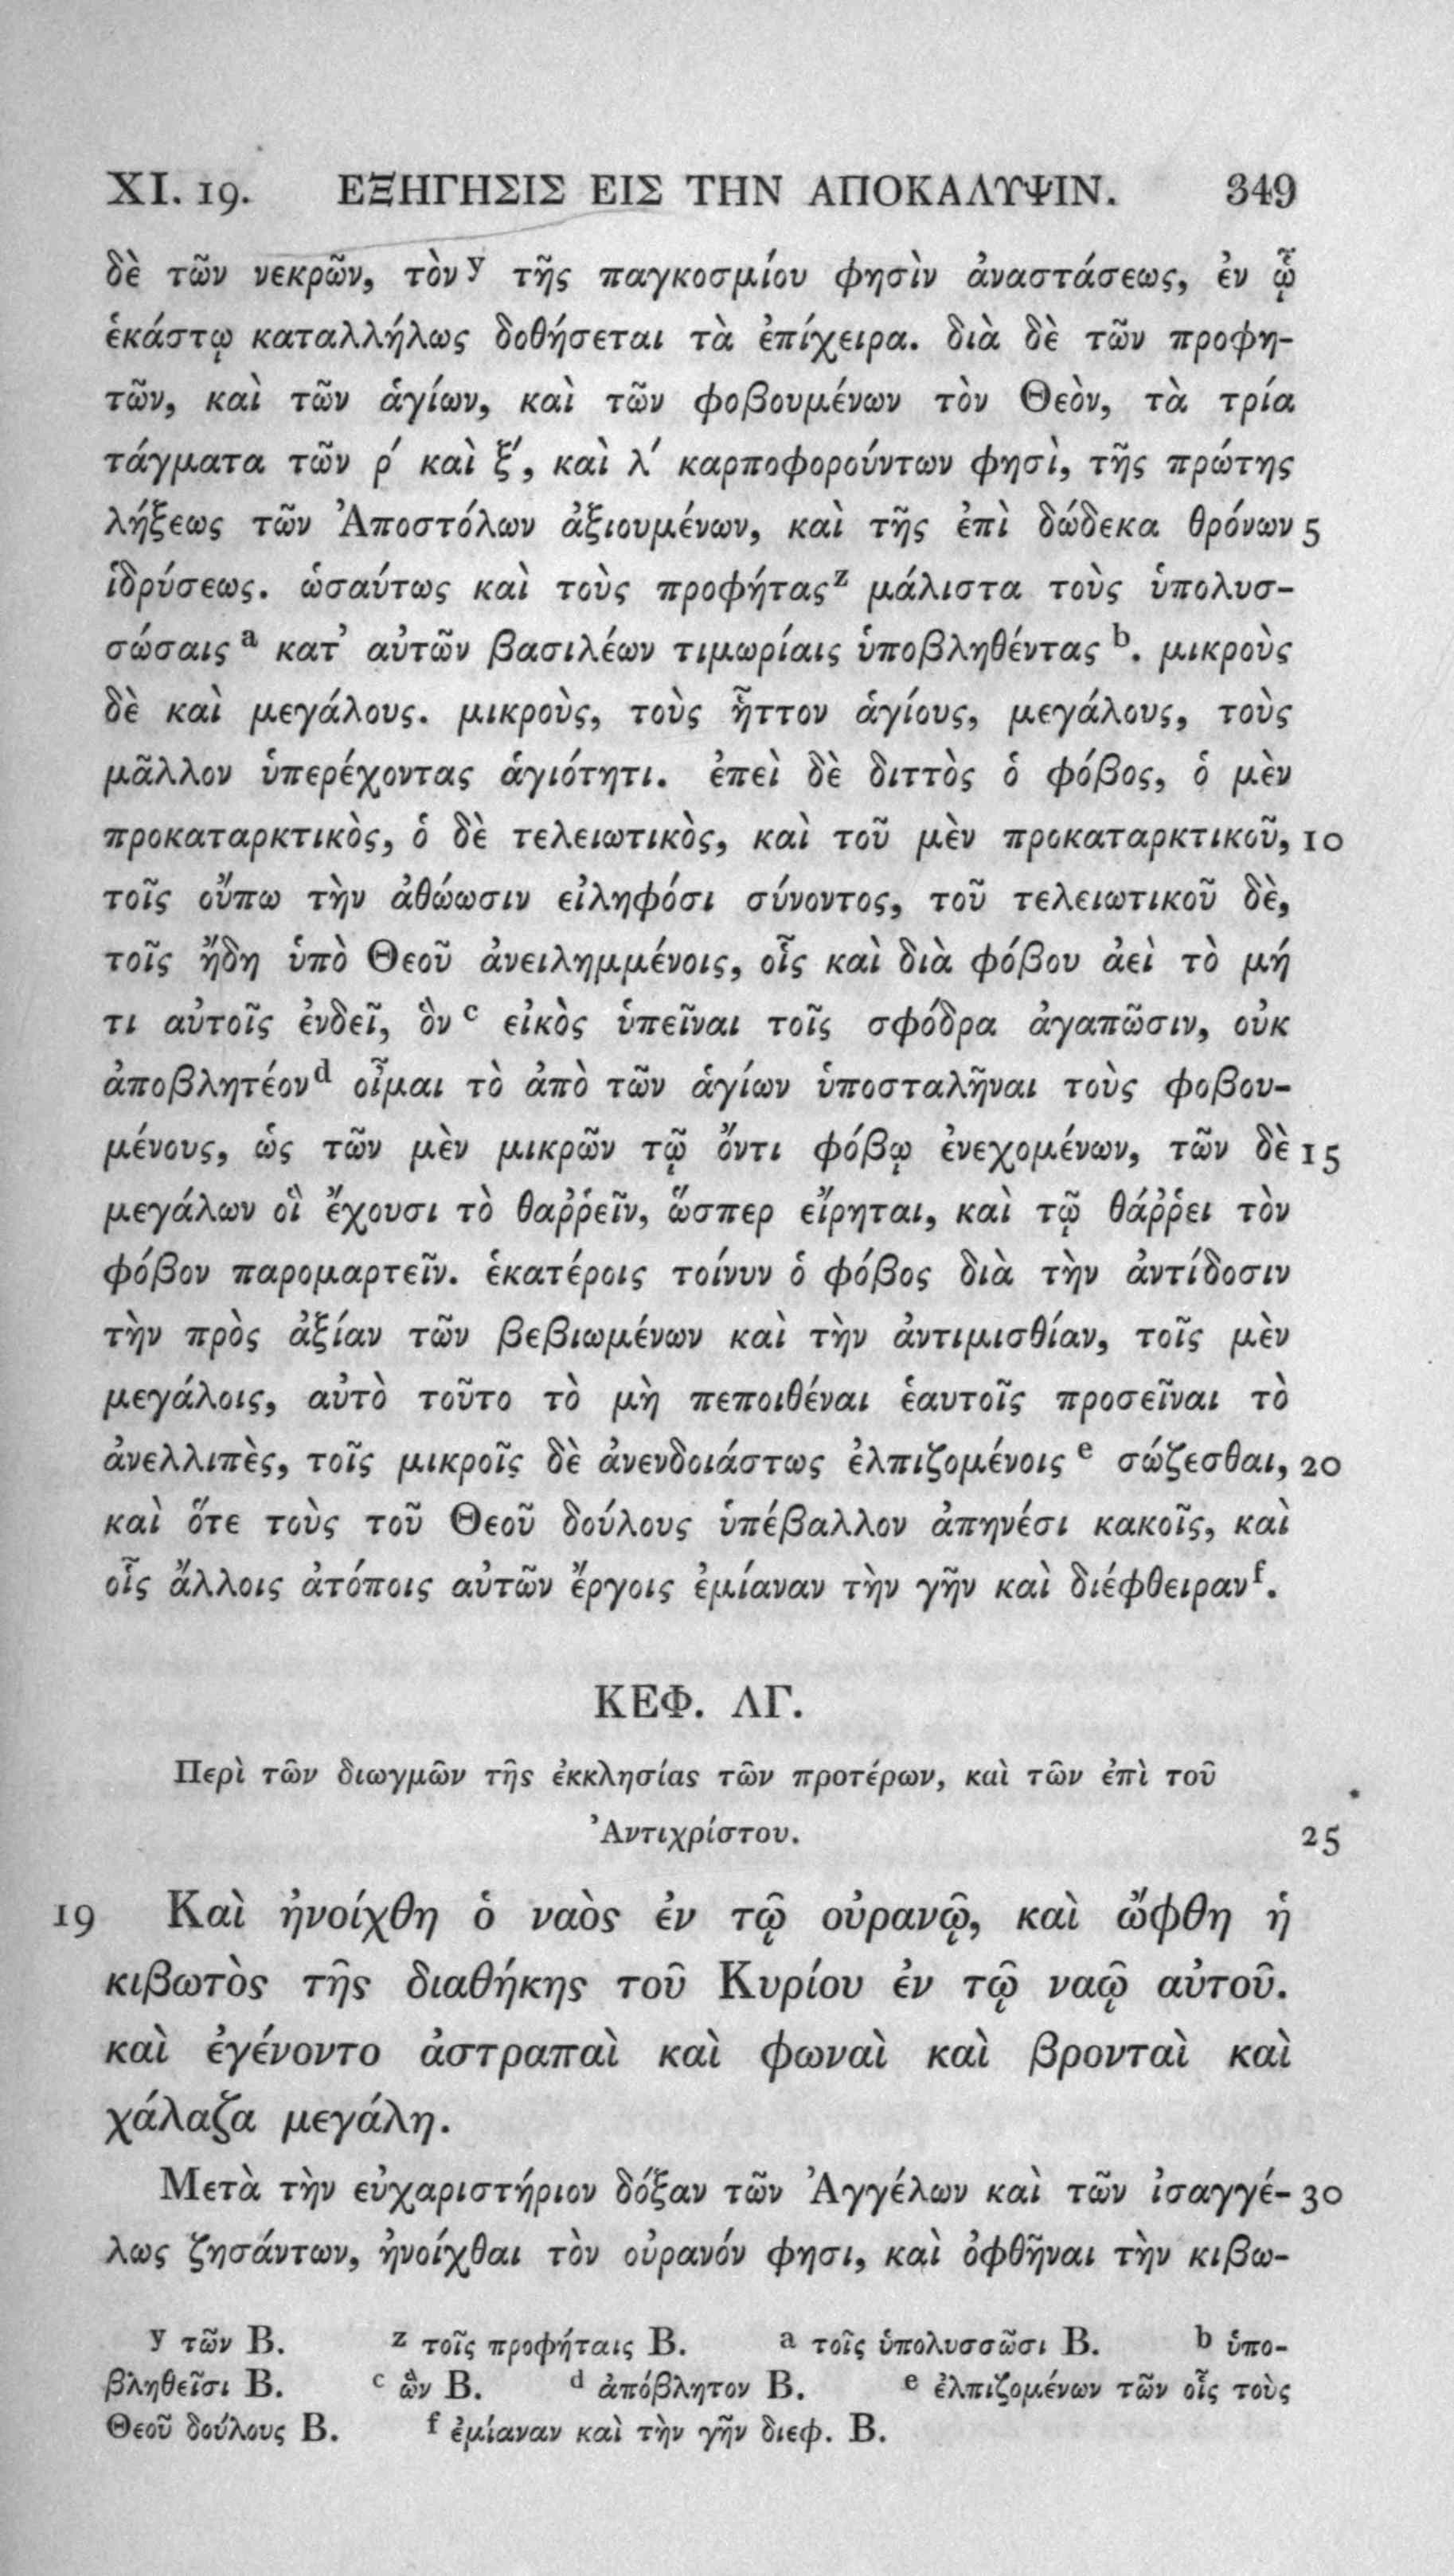 XI. 19. ΕΞΗΓΗΣΙΣ ΕΙΣ ΤΗΝ ΑΠΟΚΑΛΥΨΙΝ. 349
δὲ τῶν νεκρῶν, τὸν y τῆς παγκοσμίου φησὶν ἀναστάσεως, ἐν ᾧ
ἑκάστῳ καταλλήλως δοθήσεται τὰ ἐπίχειρα. διὰ δὲ τῶν προφη-
τῶν, καὶ τῶν ἁγίων, καὶ τῶν φοβουμένων τὸν Θεὸν, τὰ τρία
τάγματα τῶν ρ΄ καὶ ξ΄, καὶ λ΄ καρποφορούντων φησὶ, τῆς πρώτης
λήξεως τῶν Ἀποστόλων ἀξιουμένων, καὶ τῆς ἐπὶ δώδεκα θρόνων 5
ἱδρύσεως. ὡσαύτως καὶ τοὺς προφήτας z μάλιστα τοὺς ὑπολυσ-
σώσαις a κατ᾽ αὐτῶν βασιλέων τιμωρίαις ὑποβληθέντας b. μικροὺς
δὲ καὶ μεγάλους. μικροὺς, τοὺς ἧττον ἁγίους, μεγάλους, τοὺς
μᾶλλον ὑπερέχοντας ἁγιότητι. ἐπεὶ δὲ διττὸς ὁ φόβος, ὁ μὲν
προκαταρκτικὸς, ὁ δὲ τελειωτικὸς, καὶ τοῦ μὲν προκαταρκτικοῦ, 10
τοῖς οὔπω τὴν ἀθώωσιν εἰληφόσι σύνοντος, τοῦ τελειωτικοῦ δὲ,
τοῖς ἤδη ὑπὸ Θεοῦ ἀνειλημμένοις, οἷς καὶ διὰ φόβου ἀεὶ τὸ μή
τι αὐτοῖς ἐνδεῖ, ὃν c εἰκὸς ὑπεῖναι τοῖς σφόδρα ἀγαπῶσιν, οὐκ
ἀποβλητέον d οἶμαι τὸ ἀπὸ τῶν ἁγίων ὑποσταλῆναι τοὺς φοβου-
μένους, ὡς τῶν μὲν μικρῶν τῷ ὄντι φόβῳ ἐνεχομένων, τῶν δὲ 15
μεγάλων οἳ ἔχουσι τὸ θαῤῥεῖν, ὥσπερ εἴρηται, καὶ τῷ θάῤῥει τὸν
φόβον παρομαρτεῖν. ἑκατέροις τοίνυν ὁ φόβος διὰ τὴν ἀντίδοσιν
τὴν πρὸς ἀξίαν τῶν βεβιωμένων καὶ τὴν ἀντιμισθίαν, τοῖς μὲν
μεγάλοις, αὐτὸ τοῦτο τὸ μὴ πεποιθέναι ἑαυτοῖς προσεῖναι τὸ
ἀνελλιπὲς, τοῖς μικροῖς δὲ ἀνενδοιάστως ἐλπιζομένοις e σώζεσθαι, 20
καὶ ὅτε τοὺς τοῦ Θεοῦ δούλους ὑπέβαλλον ἀπηνέσι κακοῖς, καὶ
οἷς ἄλλοις ἀτόποις αὐτῶν ἔργοις ἐμίαναν τὴν γῆν καὶ διέφθειραν f.
ΚΕΦ. ΛΓ.
Περὶ τῶν διωγμῶν τῆς ἐκκλησίας τῶν προτέρων, καὶ τῶν ἐπὶ τοῦ
Ἀντιχρίστου. 25
19 Καὶ ἠνοίχθη ὁ ναὸς ἐν τῷ οὐρανῷ, καὶ ὤφθη ἡ
κιβωτὸς τῆς διαθήκης τοῦ Κυρίου ἐν τῷ ναῷ αὐτοῦ.
καὶ ἐγένοντο ἀστραπαὶ καὶ φωναὶ καὶ βρονταὶ καὶ
χάλαζα μεγάλη.
Μετὰ τὴν εὐχαριστήριον δόξαν τῶν Ἀγγέλων καὶ τῶν ἰσαγγέ- 30
λως ζησάντων, ἠνοίχθαι τὸν οὐρανόν φησι, καὶ ὀφθῆναι τὴν κιβω-
y τῶν B. z τοῖς προφήταις B. a τοῖς ὑπολυσσῶσι B. b ὑπο-
βληθεῖσι B. c ὧν B. d ἀπόβλητον B. e ἐλπιζομένων τῶν οἷς τοὺς
Θεοῦ δούλους B. f ἐμίαναν καὶ τὴν γῆν διεφ. B.